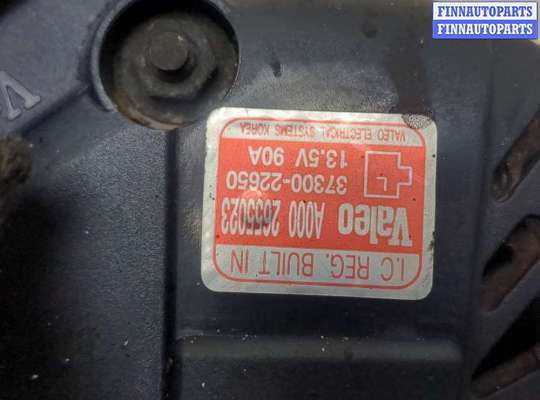 FINNAUTOPARTS
FINNAUTOPARTS
I.C REG. BUILT IN
Valeo A000 2655023
37300-22650
L
13.5V 90A
VALEO ELECTRICAL SYSTEMS KOREA
V